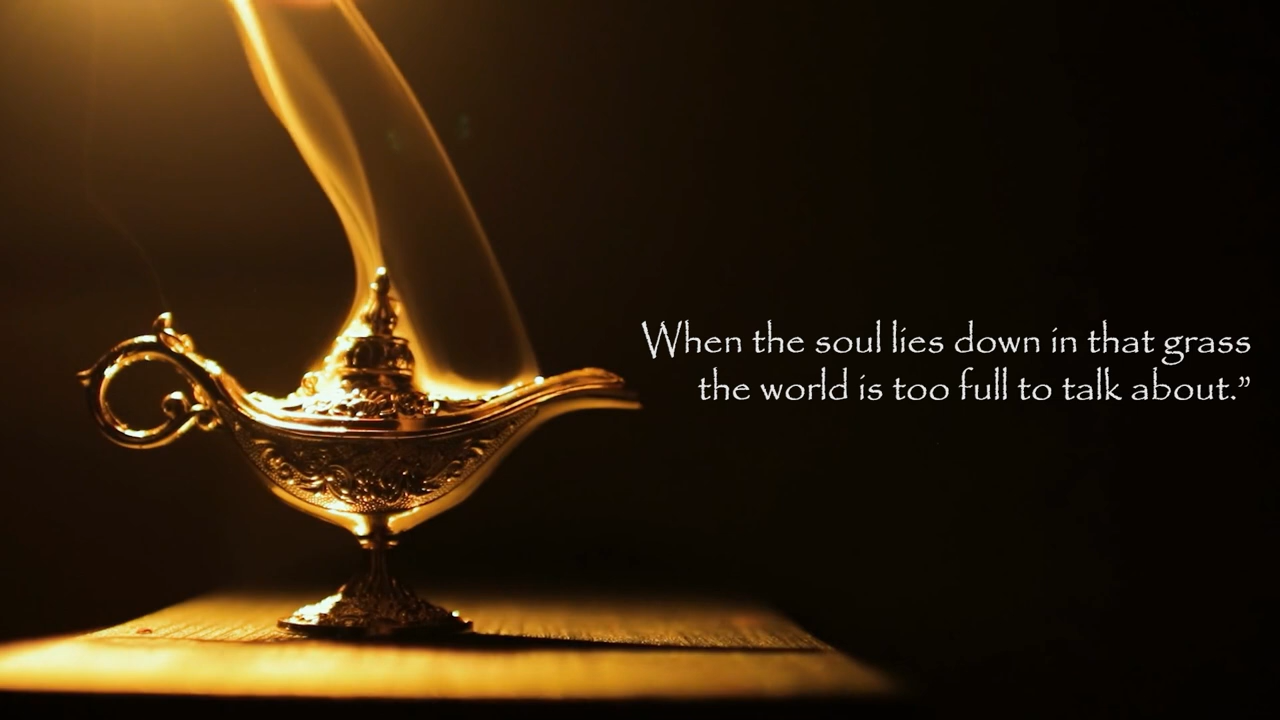 When the soul lies down in that grass
the world is too full to talk about.”